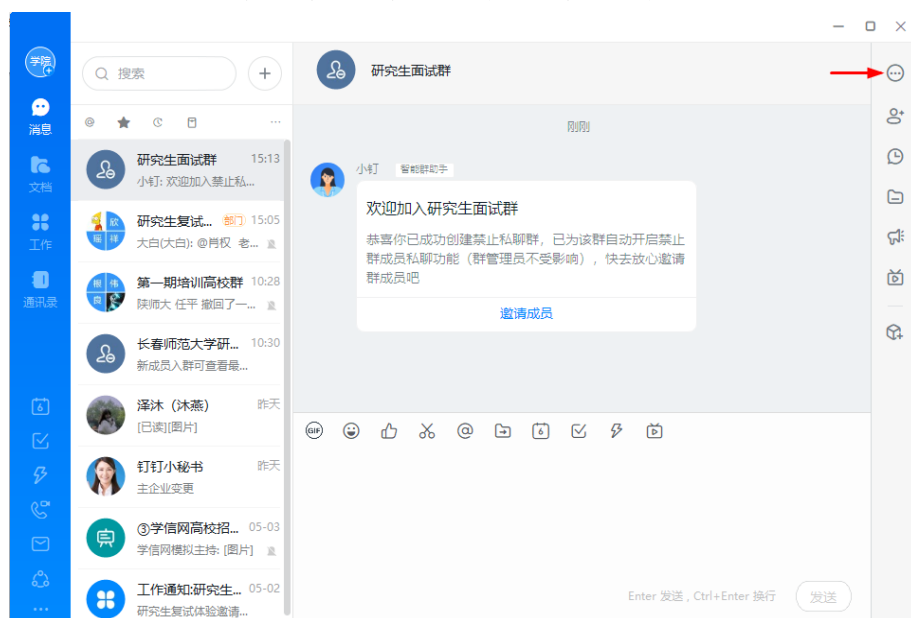 学院
消息
文档
工作
通讯录
搜索
研究生面试群 15:13
小钉: 欢迎加入禁止私...
研究生复试... 部门 15:05
大白(大白): @肖权 老...
第一期培训高校群 10:28
陕师大 任平 撤回了一...
长春师范大学研... 10:30
新成员入群可查看最...
泽沐（沐燕） 昨天
[已读][图片]
钉钉小秘书 昨天
主企业变更
③学信网高校招... 05-03
学信网模拟主持: [图片]
工作通知:研究生... 05-02
研究生复试体验邀请...
研究生面试群
刚刚
小钉 智能群助手
欢迎加入研究生面试群
恭喜你已成功创建禁止私聊群，已为该群自动开启禁止
群成员私聊功能（群管理员不受影响），快去放心邀请
群成员吧
邀请成员
GIF
Enter 发送 , Ctrl+Enter 换行
发送